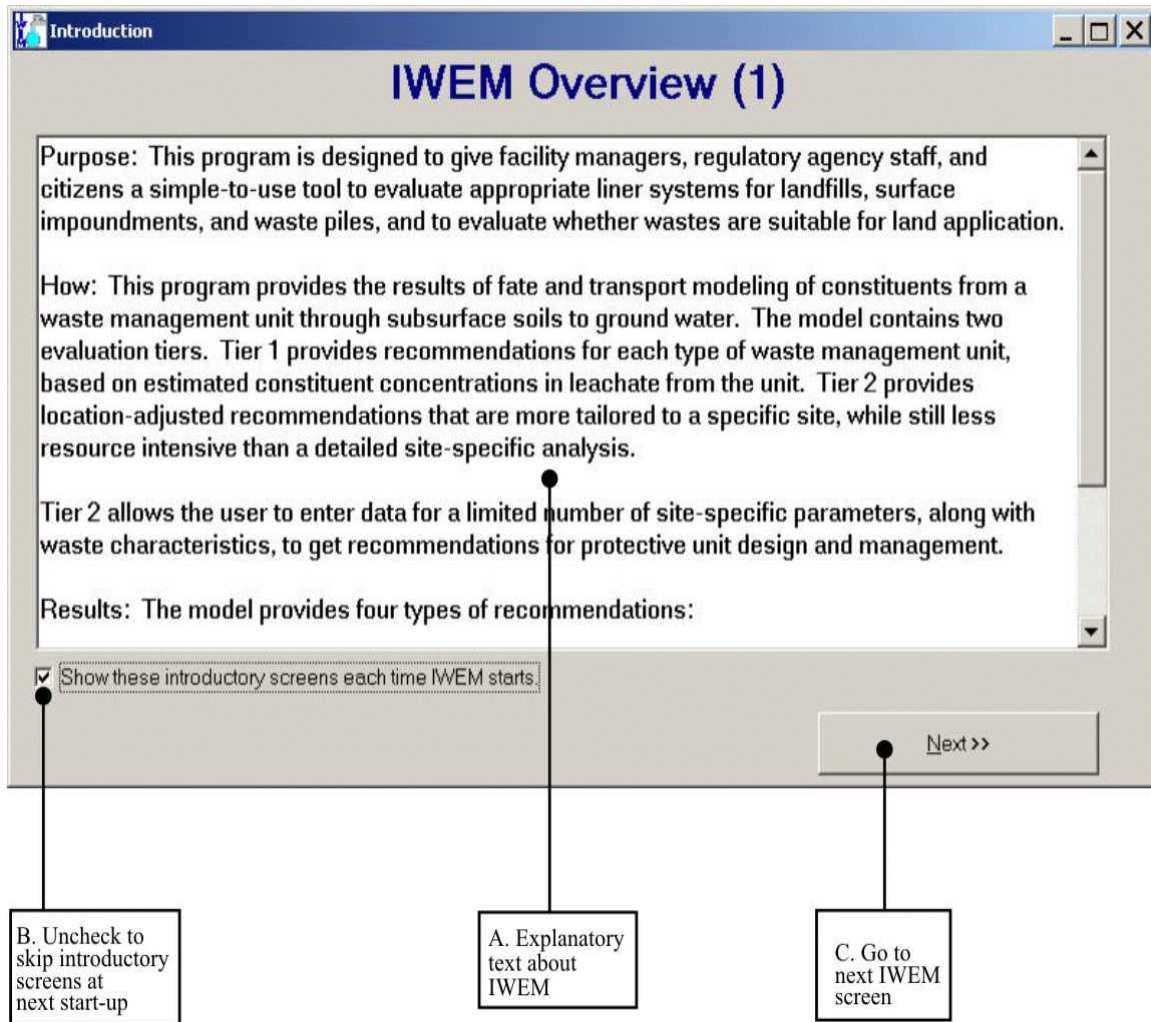 Introduction
IWEM Overview (1)
Purpose: This program is designed to give facility managers, regulatory agency staff, and
citizens a simple-to-use tool to evaluate appropriate liner systems for landfills, surface
impoundments, and waste piles, and to evaluate whether wastes are suitable for land application.
How: This program provides the results of fate and transport modeling of constituents from a
waste management unit through subsurface soils to ground water. The model contains two
evaluation tiers. Tier 1 provides recommendations for each type of waste management unit,
based on estimated constituent concentrations in leachate from the unit. Tier 2 provides
location-adjusted recommendations that are more tailored to a specific site, while still less
resource intensive than a detailed site-specific analysis.
Tier 2 allows the user to enter data for a limited number of site-specific parameters, along with
waste characteristics, to get recommendations for protective unit design and management.
Results: The model provides four types of recommendations:
Show these introductory screens each time IWEM starts.
Next >>
B. Uncheck to
skip introductory
screens at
next start-up
A. Explanatory
text about
IWEM
C. Go to
next IWEM
screen